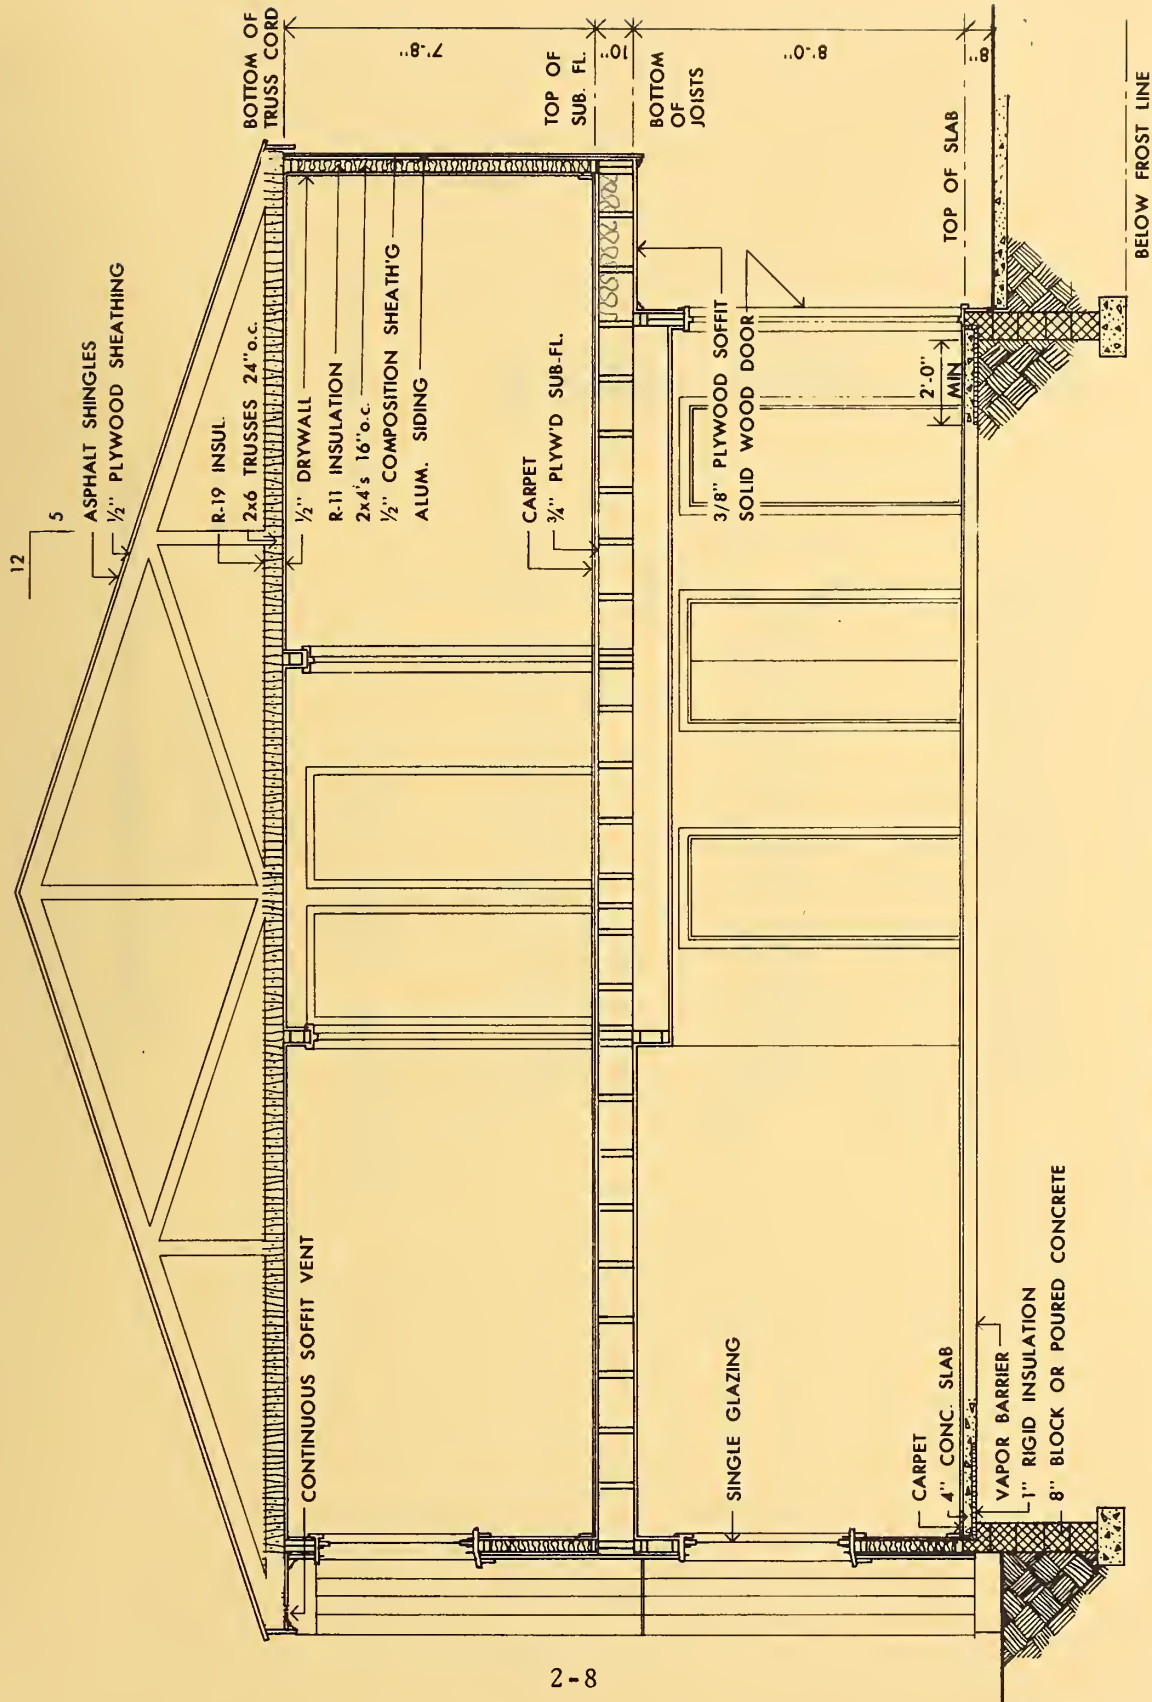 12
5
ASPHALT SHINGLES
½" PLYWOOD SHEATHING
R-19 INSUL.
2x6 TRUSSES 24"o.c.
½" DRYWALL
R-11 INSULATION
2x4's 16"o.c.
½" COMPOSITION SHEATH'G
ALUM. SIDING
BOTTOM OF
TRUSS CORD
7'-8"
TOP OF
SUB. FL.
10"
BOTTOM
OF
JOISTS
8'-0"
8"
CONTINUOUS SOFFIT VENT
CARPET
¾" PLYW'D SUB-FL.
3/8" PLYWOOD SOFFIT
SOLID WOOD DOOR
TOP OF SLAB
2'-0"
MIN
BELOW FROST LINE
SINGLE GLAZING
CARPET
4" CONC. SLAB
VAPOR BARRIER
1" RIGID INSULATION
8" BLOCK OR POURED CONCRETE
2-8